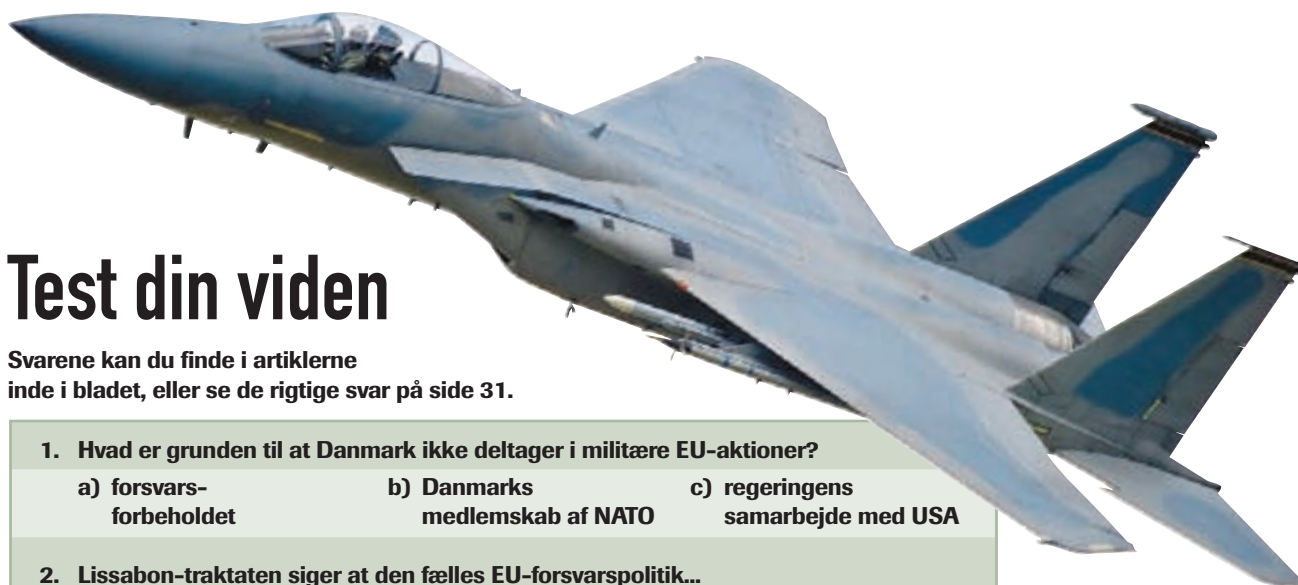 Test din viden
Svarene kan du finde i artiklerne
inde i bladet, eller se de rigtige svar på side 31.
1. Hvad er grunden til at Danmark ikke deltager i militære EU-aktioner?
a) forsvars-
forbeholdet
b) Danmarks
medlemskab af NATO
c) regeringens
samarbejde med USA
2. Lissabon-traktaten siger at den fælles EU-forsvarspolitik...